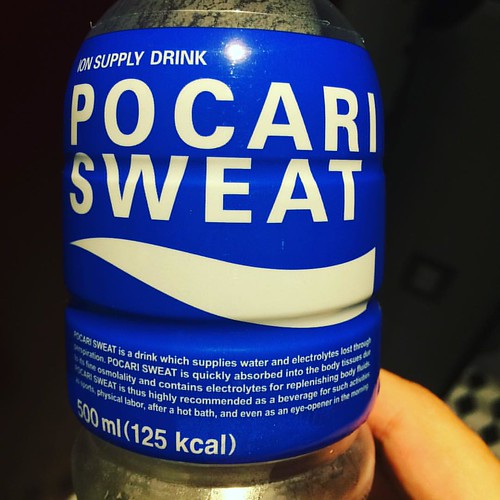 ION SUPPLY DRINK
POCARI
SWEAT
POCARI SWEAT is a drink which supplies water and electrolytes lost through
perspiration. POCARI SWEAT is quickly absorbed into the body tissues due
to its fine osmolality and contains electrolytes for replenishing body fluids.
POCARI SWEAT is thus highly recommended as a beverage for such activities
as sports, physical labor, after a hot bath, and even as an eye-opener in the morning.
500 ml (125 kcal)